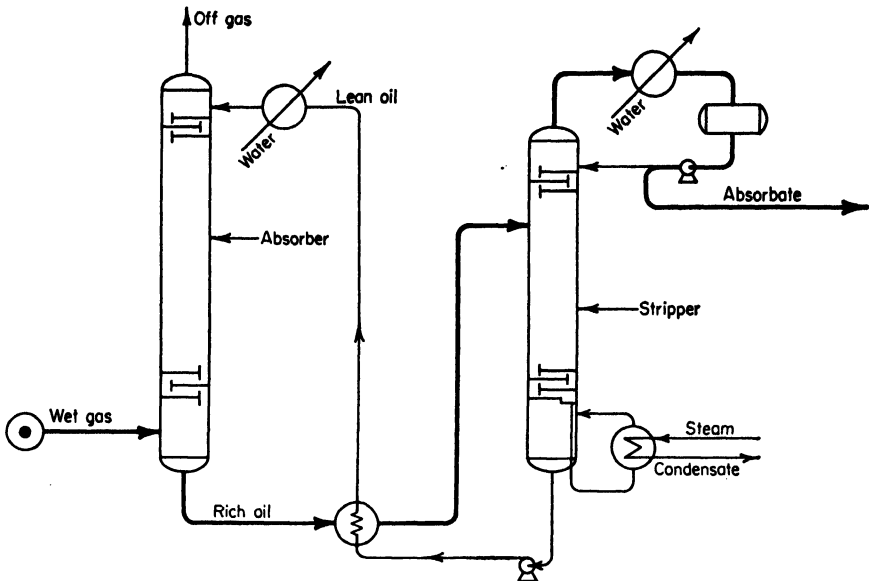 Off gas
Lean oil
Water
Water
Absorbate
Absorber
Stripper
Wet gas
Steam
Condensate
Rich oil